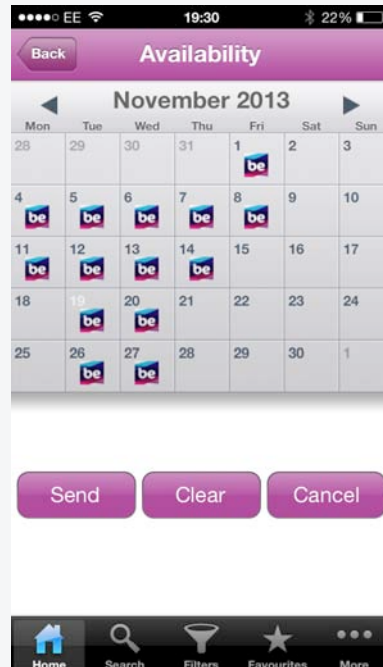 EE 19:30 22%
Back Availability
November 2013
Mon Tue Wed Thu Fri Sat Sun
28 29 30 31 1 2 3
be
4 5 6 7 8 9 10
be be be be be
11 12 13 14 15 16 17
be be be be
18 19 20 21 22 23 24
be be
25 26 27 28 29 30 1
be be
Send Clear Cancel
Home Search Filters Favourites More